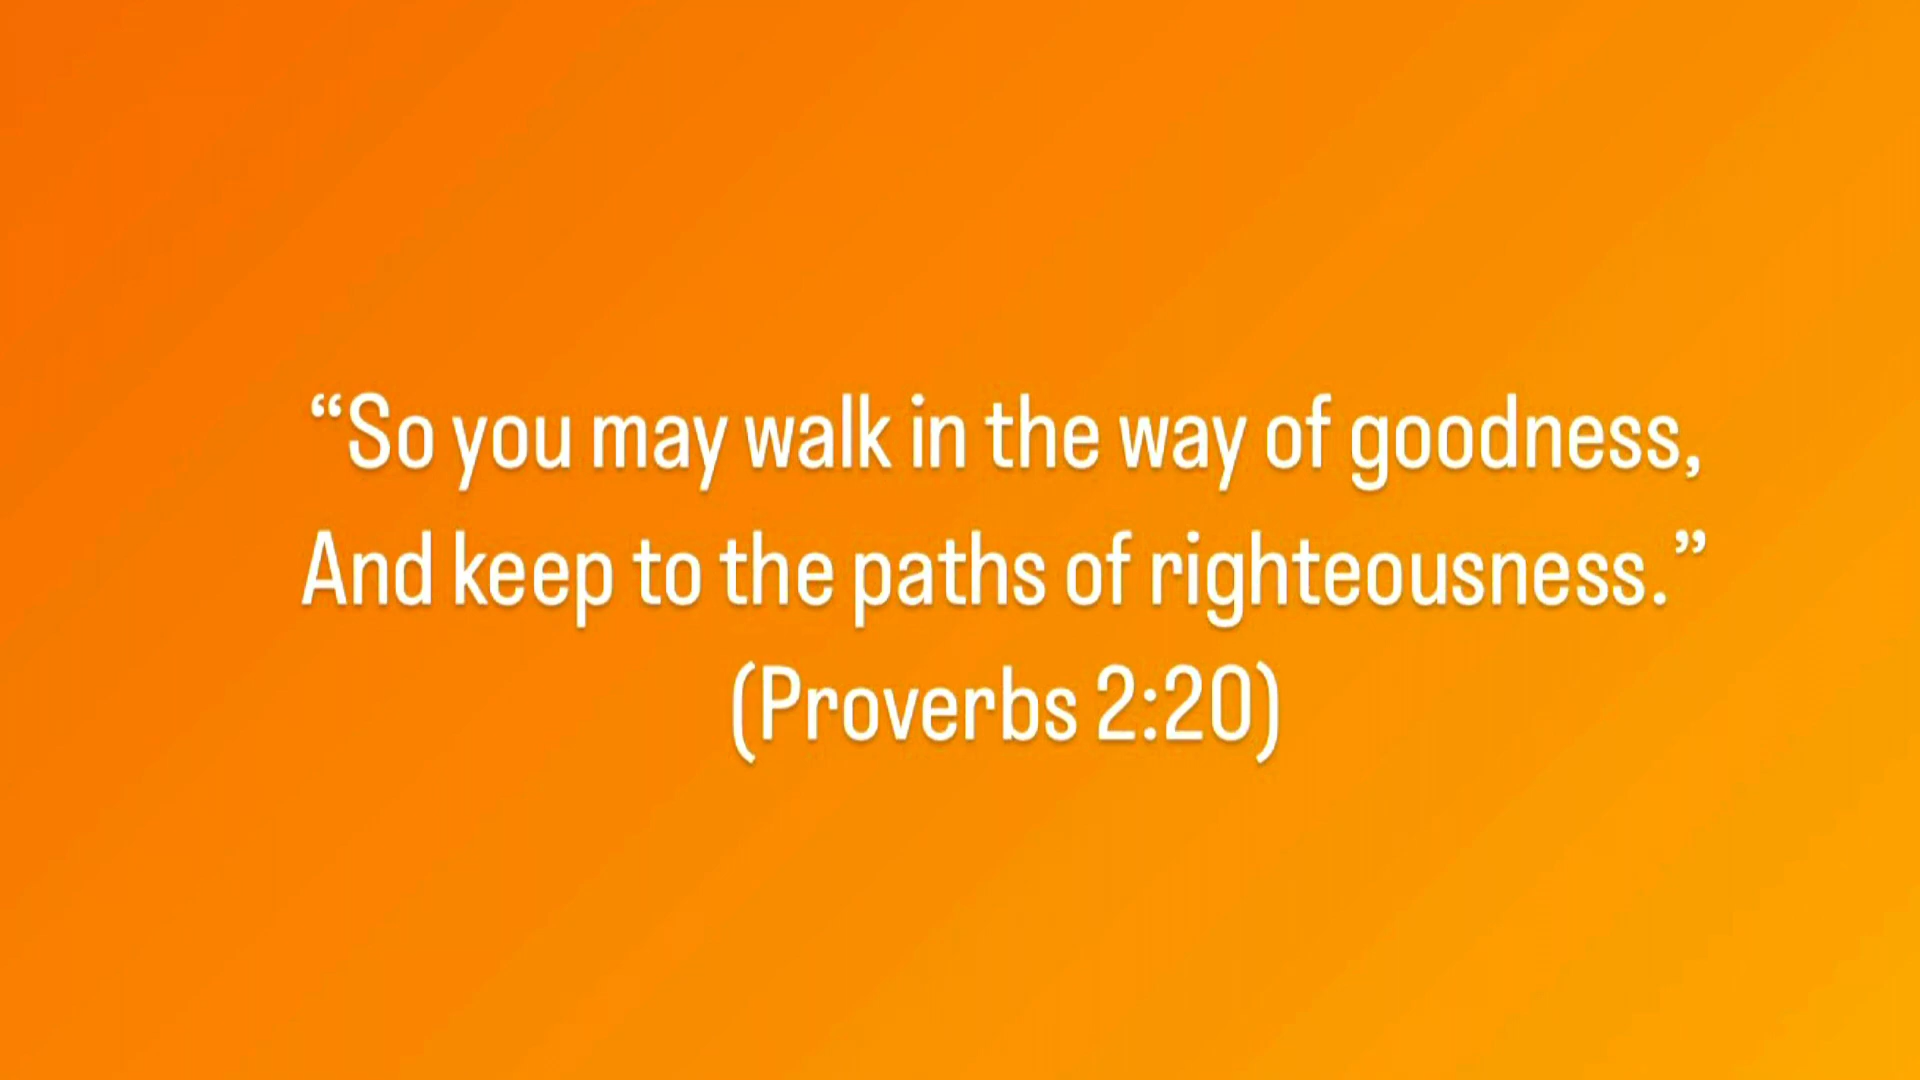 “So you may walk in the way of goodness,
And keep to the paths of righteousness.”
(Proverbs 2:20)